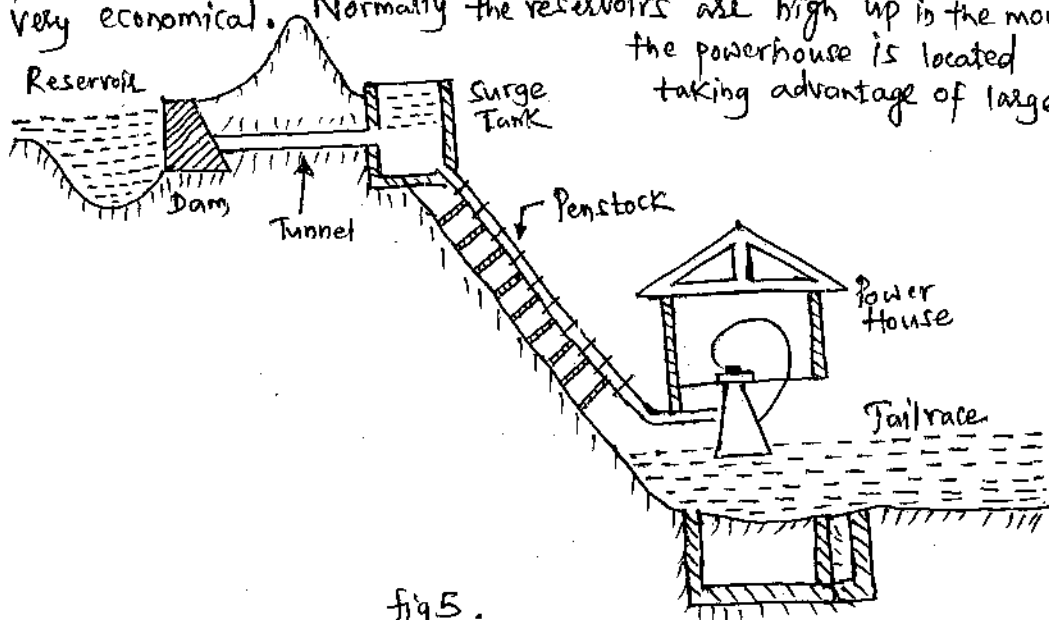 very economical. Normally the reservoirs are high up in the mou
the powerhouse is located
taking advantage of large
Reservoir
Surge
Tank
Dam
Tunnel
Penstock
Power
House
Tailrace
fig 5.